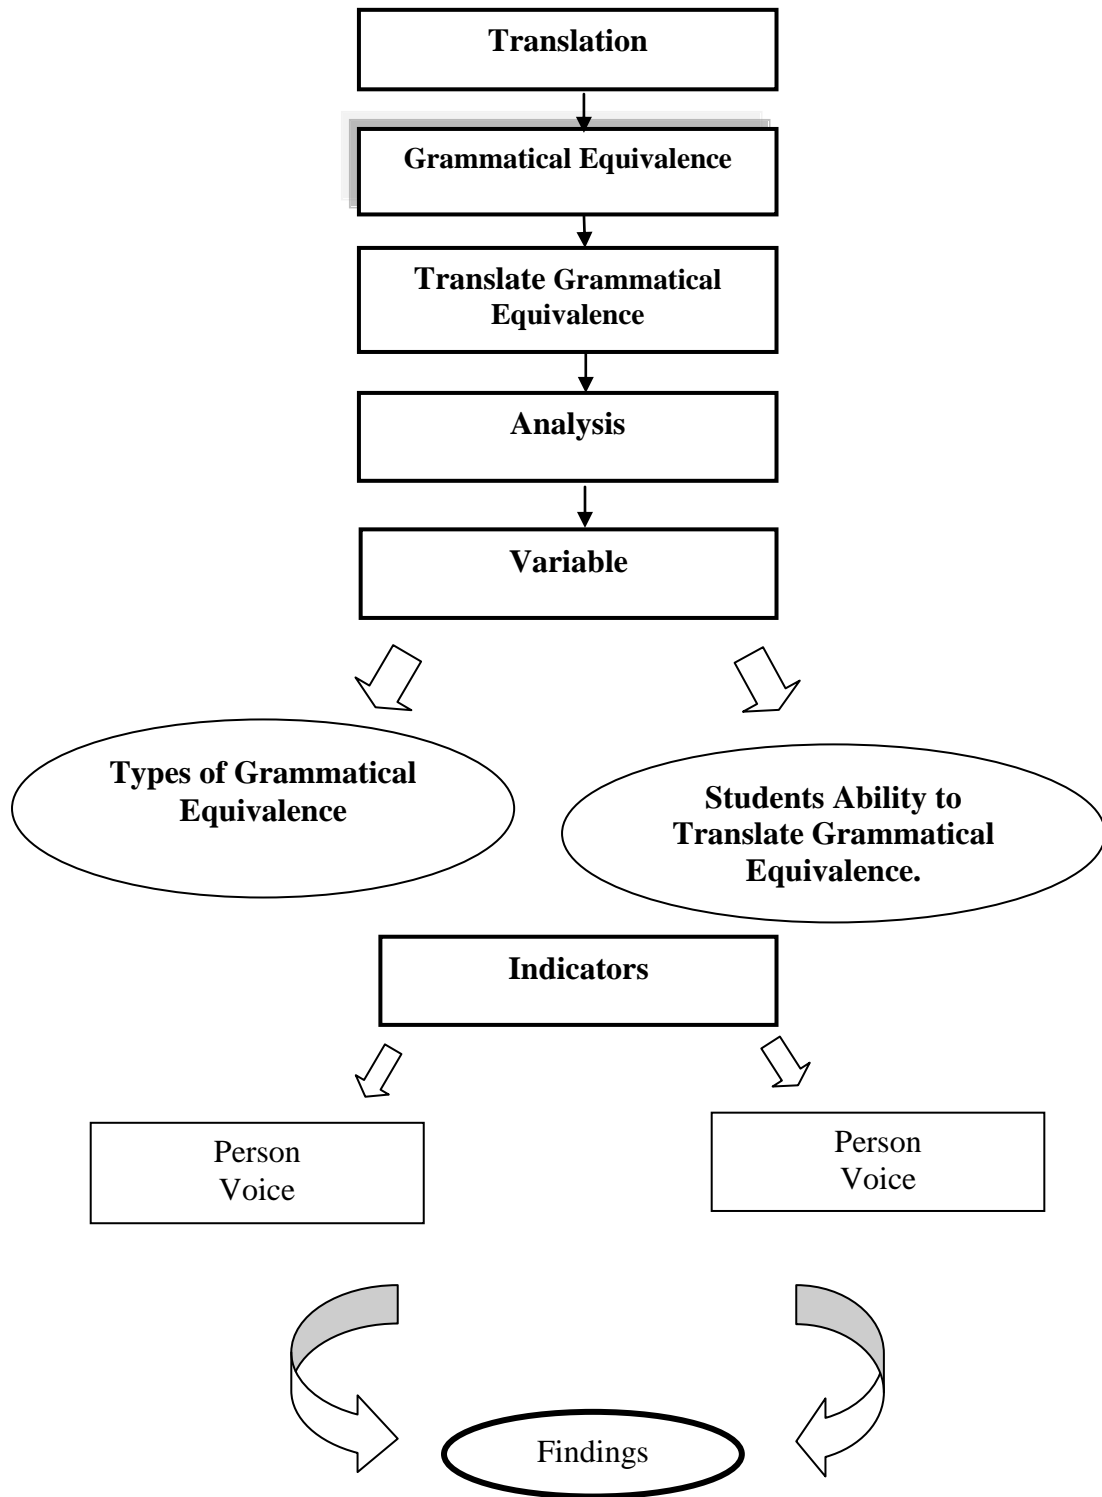 Translation
Grammatical Equivalence
Translate Grammatical
Equivalence
Analysis
Variable
Types of Grammatical
Equivalence
Students Ability to
Translate Grammatical
Equivalence.
Indicators
Person
Voice
Person
Voice
Findings